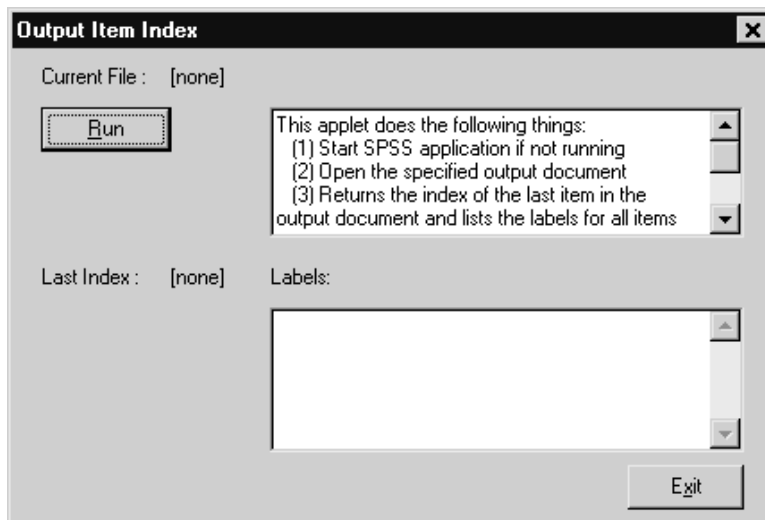 Output Item Index
Current File : [none]
Run
This applet does the following things:
(1) Start SPSS application if not running
(2) Open the specified output document
(3) Returns the index of the last item in the
output document and lists the labels for all items
Last Index : [none] Labels:
Exit